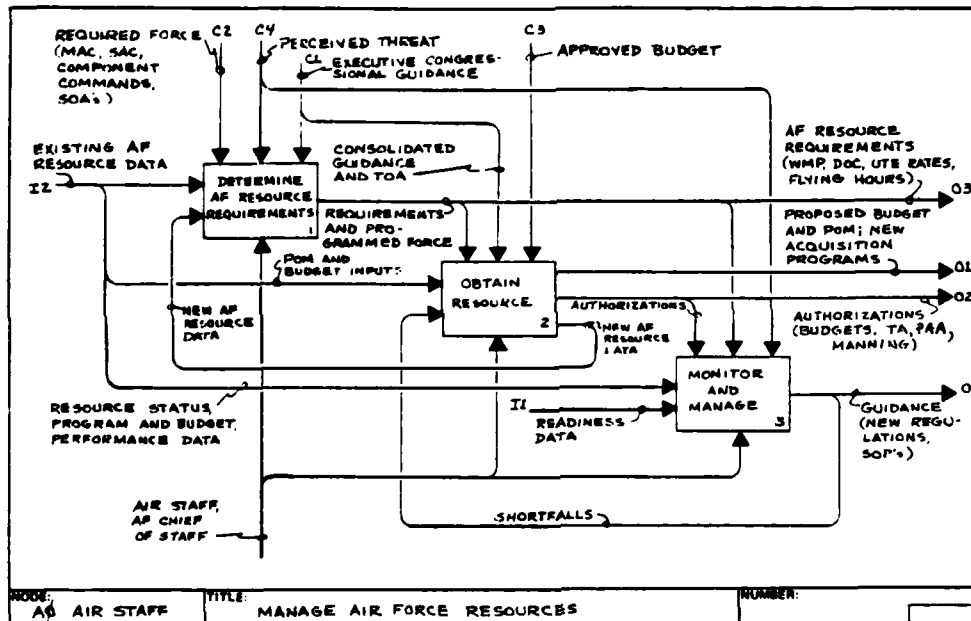 C2
C4
C3
REQUIRED FORCE
(MAC, SAC,
COMPONENT
COMMANDS,
SOA's)
PERCEIVED THREAT
C1
EXECUTIVE CONGRES-
SIONAL GUIDANCE
APPROVED BUDGET
EXISTING AF
RESOURCE DATA
I2
CONSOLIDATED
GUIDANCE
AND TOA
AF RESOURCE
REQUIREMENTS
(WMP, DOC, UTE RATES,
FLYING HOURS)
O3
DETERMINE
AF RESOURCE
REQUIREMENTS
1
REQUIREMENTS
AND PRO-
GRAMMED FORCE
PROPOSED BUDGET
AND POM; NEW
ACQUISITION
PROGRAMS
O1
POM AND
BUDGET INPUTS
OBTAIN
RESOURCE
2
AUTHORIZATIONS
O2
AUTHORIZATIONS
(BUDGETS, TA, PAA,
MANNING)
NEW AF
RESOURCE
DATA
NEW AF
RESOURCE
DATA
MONITOR
AND
MANAGE
3
RESOURCE STATUS,
PROGRAM AND BUDGET,
PERFORMANCE DATA
I1
READINESS
DATA
O
GUIDANCE
(NEW REGU-
LATIONS,
SOP's)
AIR STAFF,
AF CHIEF
OF STAFF
SHORTFALLS
NODE:
A0 AIR STAFF
TITLE:
MANAGE AIR FORCE RESOURCES
NUMBER: